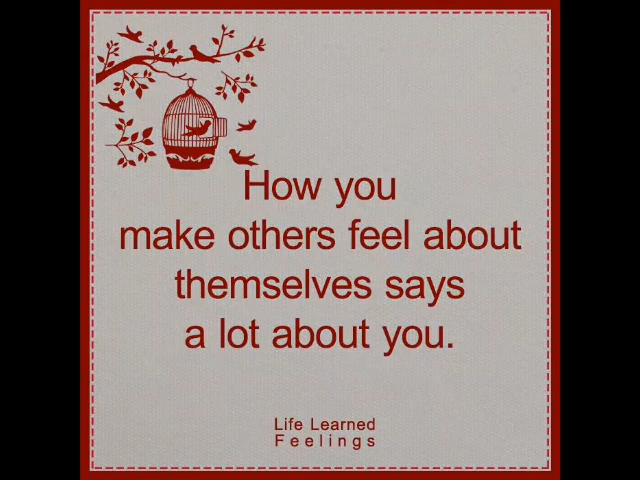 How you
make others feel about
themselves says
a lot about you.
Life Learned
Feelings